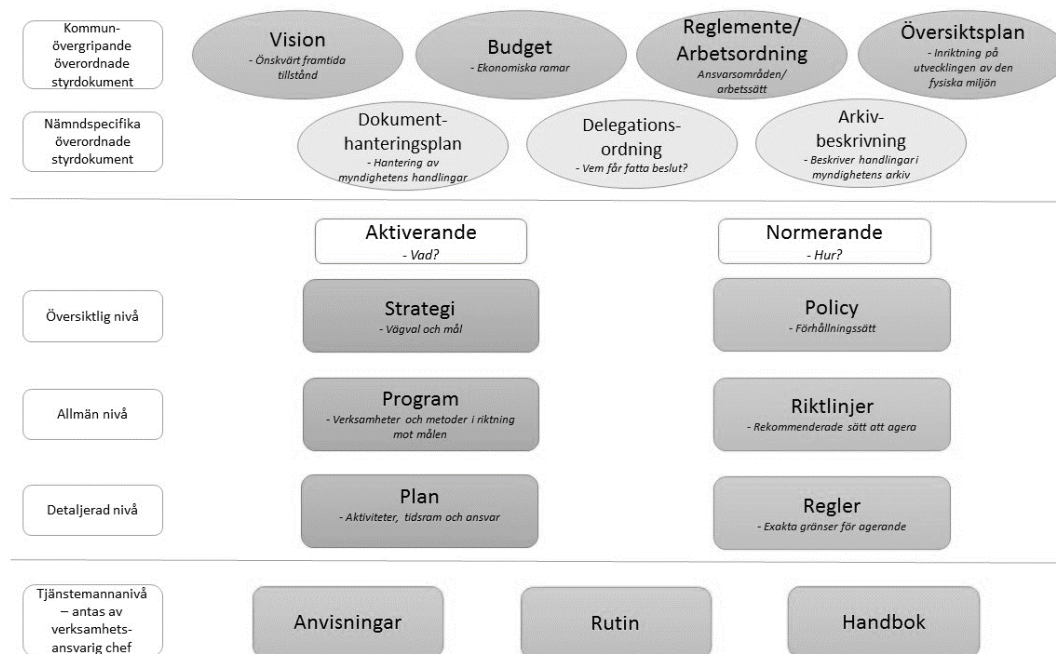 Kommun-
övergripande
överordnade
styrdokument
Vision
- Önskvärt framtida
tillstånd
Budget
- Ekonomiska ramar
Reglemente/
Arbetsordning
Ansvarsområden/
arbetssätt
Översiktsplan
- Inriktning på
utvecklingen av den
fysiska miljön
Nämndspecifika
överordnade
styrdokument
Dokument-
hanteringsplan
- Hantering av
myndighetens handlingar
Delegations-
ordning
- Vem får fatta beslut?
Arkiv-
beskrivning
- Beskriver handlingar i
myndighetens arkiv
Aktiverande
- Vad?
Normerande
- Hur?
Översiktlig nivå
Strategi
- Vägval och mål
Policy
- Förhållningssätt
Allmän nivå
Program
- Verksamheter och metoder i riktning
mot målen
Riktlinjer
- Rekommenderade sätt att agera
Detaljerad nivå
Plan
- Aktiviteter, tidsram och ansvar
Regler
- Exakta gränser för agerande
Tjänstemannanivå
– antas av
verksamhets-
ansvarig chef
Anvisningar
Rutin
Handbok